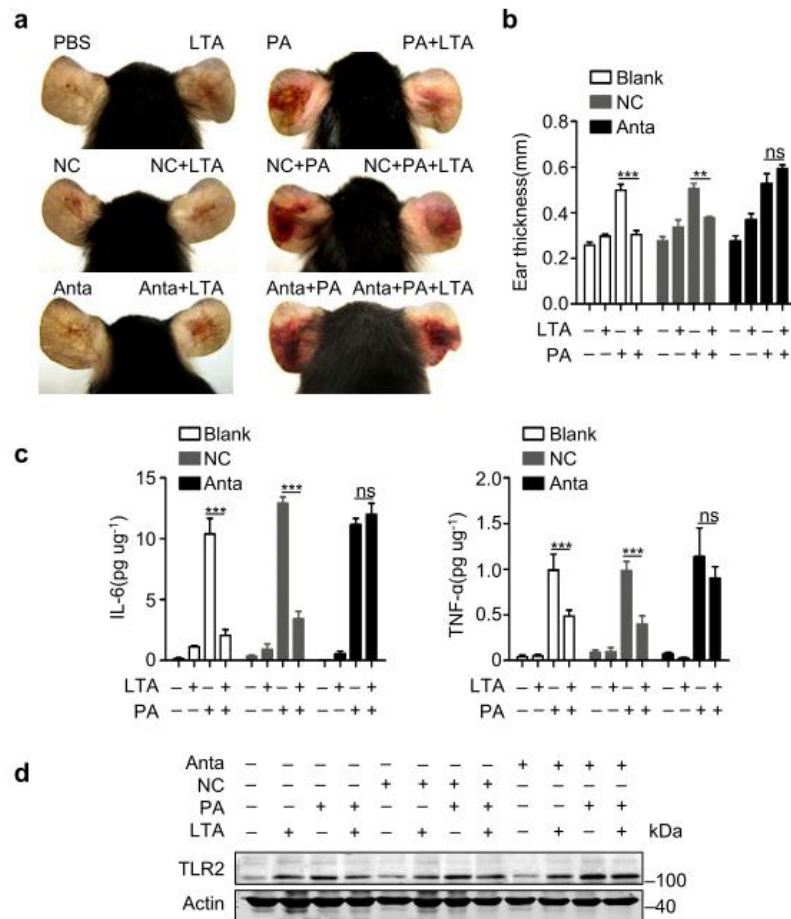 a
PBS LTA PA PA+LTA
NC NC+LTA NC+PA NC+PA+LTA
Anta Anta+LTA Anta+PA Anta+PA+LTA
b
Blank
NC
Anta
Ear thickness(mm)
0.8
0.6
0.4
0.2
0.0
*** ** ns
LTA − + − + − + − + − + − +
PA − − + + − − + + − − + +
c
Blank
NC
Anta
IL-6(pg ug⁻¹)
15
10
5
0
*** *** ns
LTA − + − + − + − + − + − +
PA − − + + − − + + − − + +
Blank
NC
Anta
TNF-α(pg ug⁻¹)
2.0
1.5
1.0
0.5
0
*** *** ns
LTA − + − + − + − + − + − +
PA − − + + − − + + − − + +
d
Anta − − − − − − − − + + + +
NC − − − − + + + + − − − −
PA − − + + − − + + − − + +
LTA − + − + − + − + − + − + kDa
TLR2 –100
Actin –40